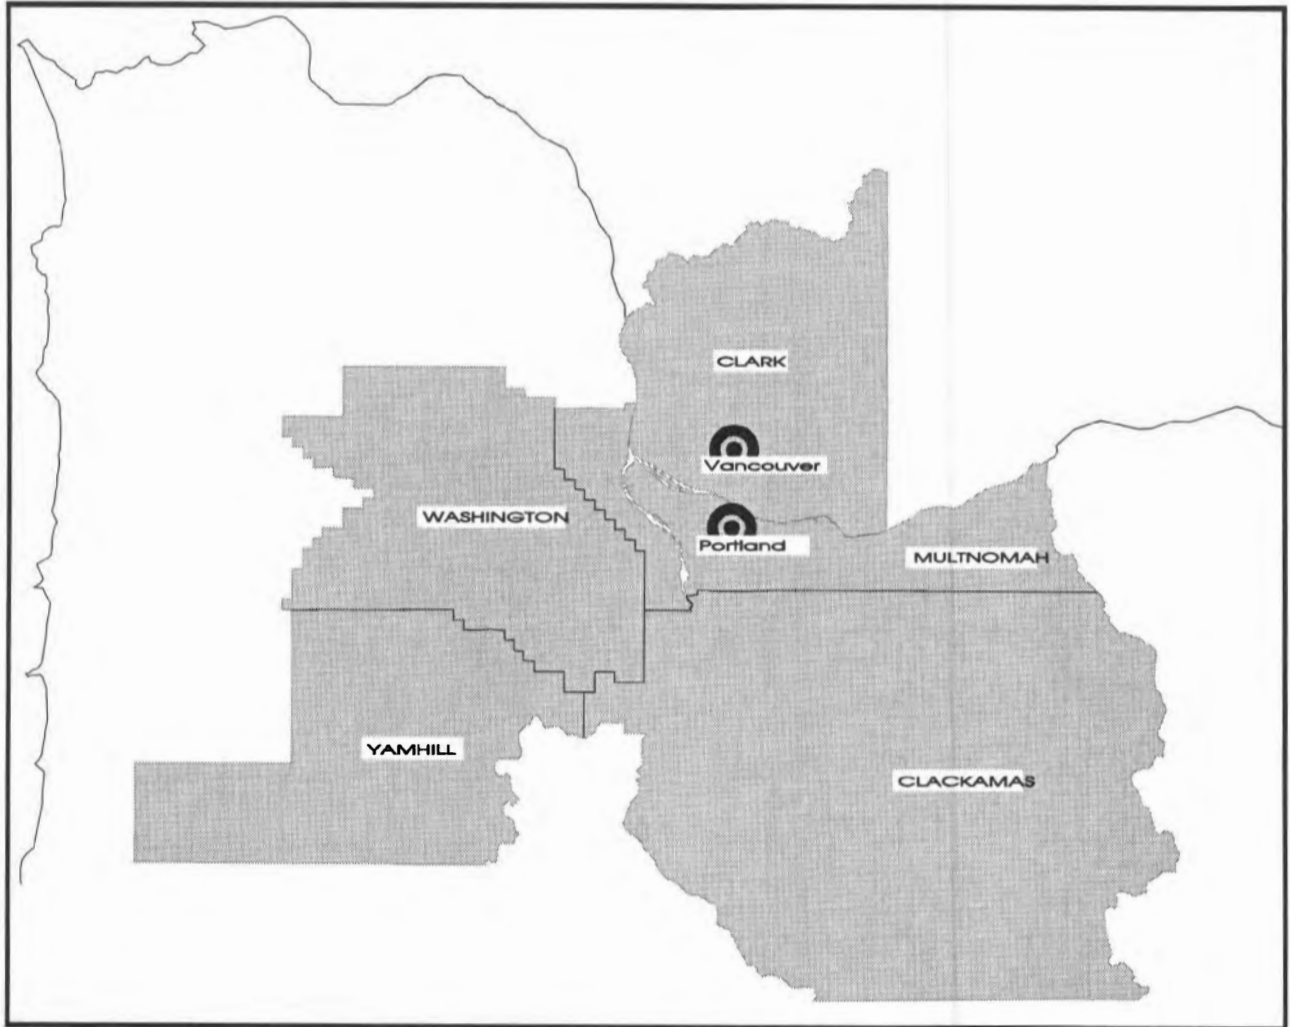 CLARK
Vancouver
WASHINGTON
Portland
MULTNOMAH
YAMHILL
CLACKAMAS